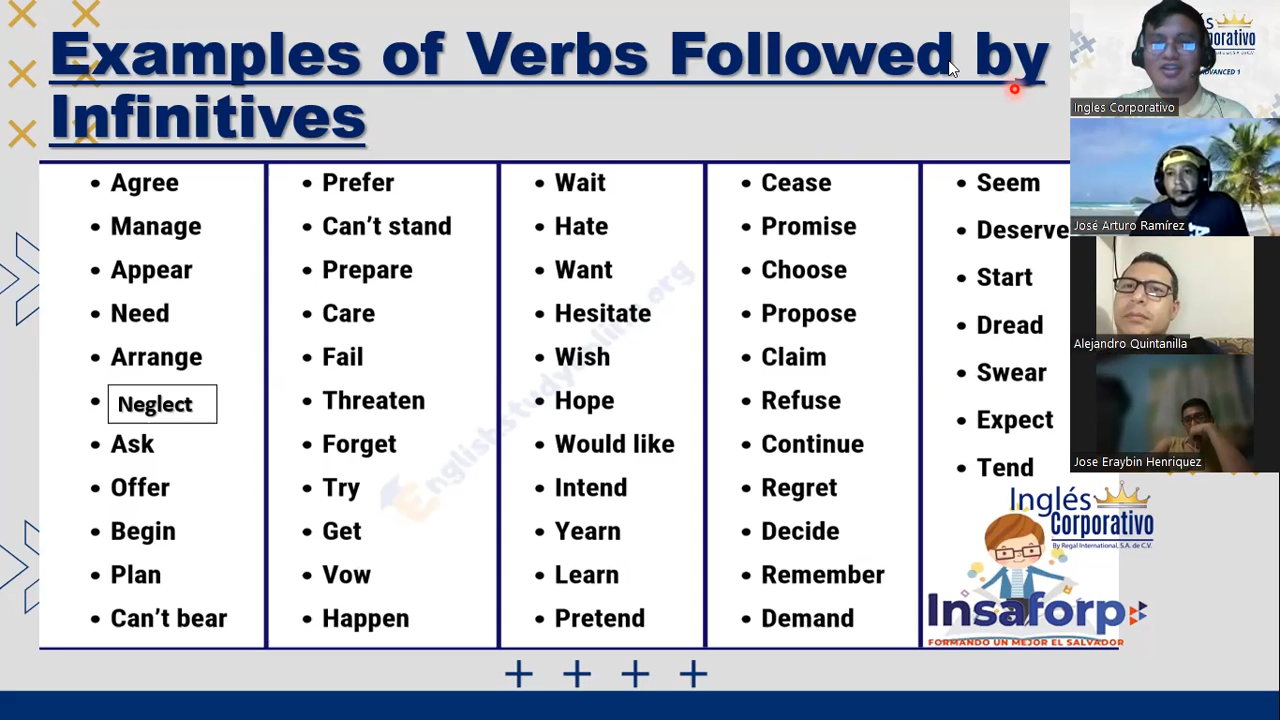 Examples of Verbs Followed by
Infinitives
Agree
Manage
Appear
Need
Arrange
Neglect
Ask
Offer
Begin
Plan
Can't bear
Prefer
Can't stand
Prepare
Care
Fail
Threaten
Forget
Try
Get
Vow
Happen
Wait
Hate
Want
Hesitate
Wish
Hope
Would like
Intend
Yearn
Learn
Pretend
Cease
Promise
Choose
Propose
Claim
Refuse
Continue
Regret
Decide
Remember
Demand
Seem
Deserve
Start
Dread
Swear
Expect
Tend
Inglés
Corporativo
By Regal International, S.A. de C.V.
Insaforp
FORMANDO UN MEJOR EL SALVADOR
ADVANCED 1
Ingles Corporativo
José Arturo Ramírez
Alejandro Quintanilla
Jose Eraybin Henriquez